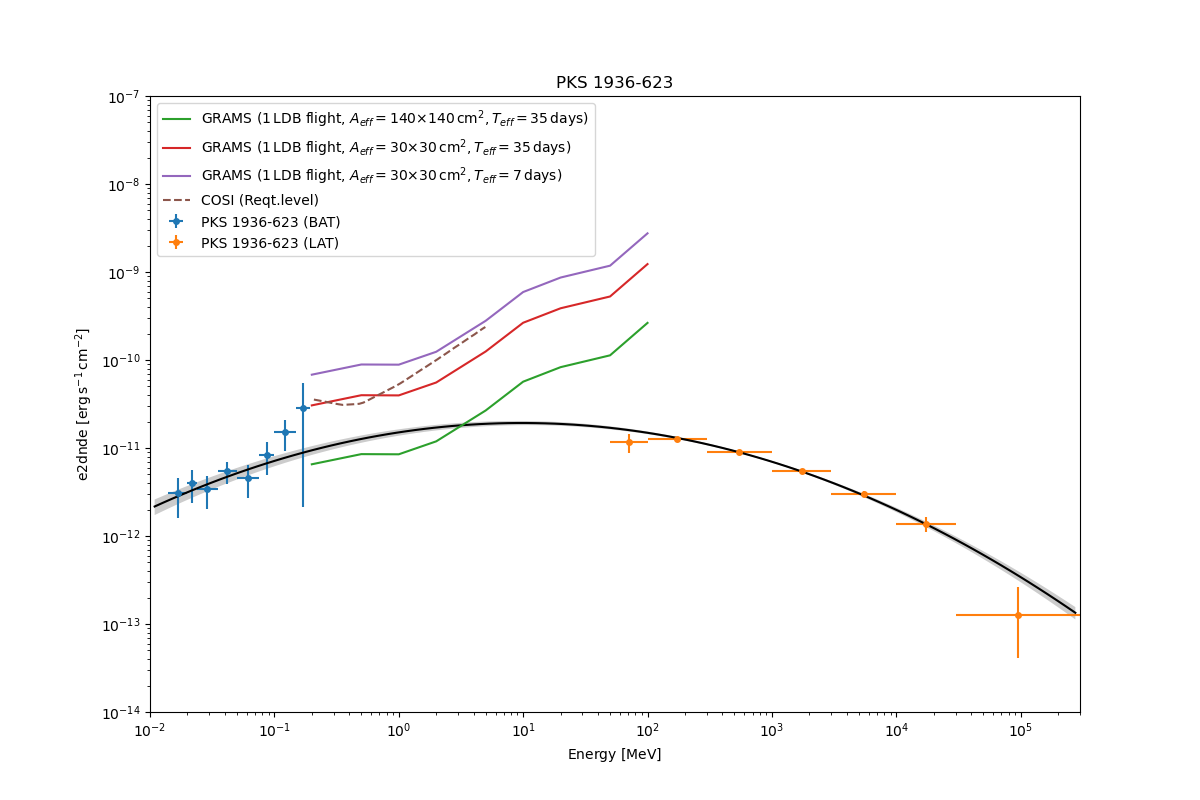 PKS 1936-623
GRAMS (1 LDB flight, A_eff = 140×140 cm², T_eff = 35 days)
GRAMS (1 LDB flight, A_eff = 30×30 cm², T_eff = 35 days)
GRAMS (1 LDB flight, A_eff = 30×30 cm², T_eff = 7 days)
COSI (Reqt.level)
PKS 1936-623 (BAT)
PKS 1936-623 (LAT)
e2dnde [erg s⁻¹ cm⁻²]
10⁻⁷
10⁻⁸
10⁻⁹
10⁻¹⁰
10⁻¹¹
10⁻¹²
10⁻¹³
10⁻¹⁴
10⁻² 10⁻¹ 10⁰ 10¹ 10² 10³ 10⁴ 10⁵
Energy [MeV]